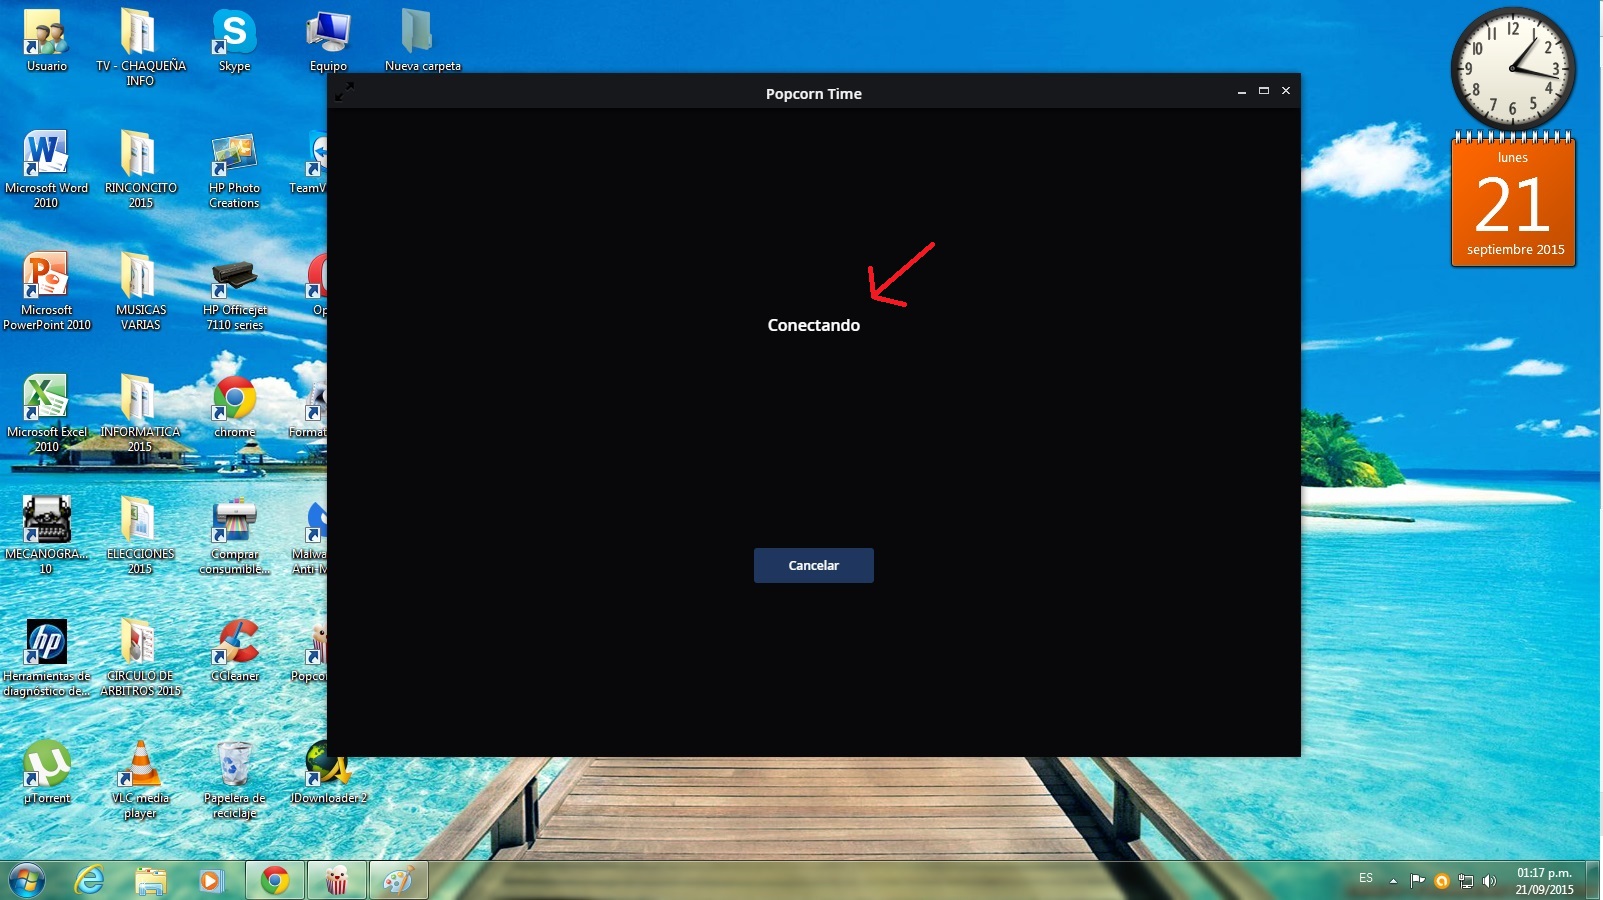 Usuario
TV - CHAQUEÑA
INFO
Skype
Equipo
Nueva carpeta
Popcorn Time
12
11
1
10
2
9
3
8
4
7
5
6
lunes
21
septiembre 2015
Microsoft Word
2010
RINCONCITO
2015
HP Photo
Creations
TeamV
Microsoft
PowerPoint 2010
MUSICAS
VARIAS
HP Officejet
7110 series
Op
Conectando
Microsoft Excel
2010
INFORMATICA
2015
chrome
Format
MECANOGRA...
10
ELECCIONES
2015
Comprar
consumible...
Malwa
Anti-M
Cancelar
Herramientas de
diagnóstico de...
CIRCULO DE
ARBITROS 2015
CCleaner
Popco
µTorrent
VLC media
player
Papelera de
reciclaje
JDownloader 2
ES
01:17 p.m.
21/09/2015